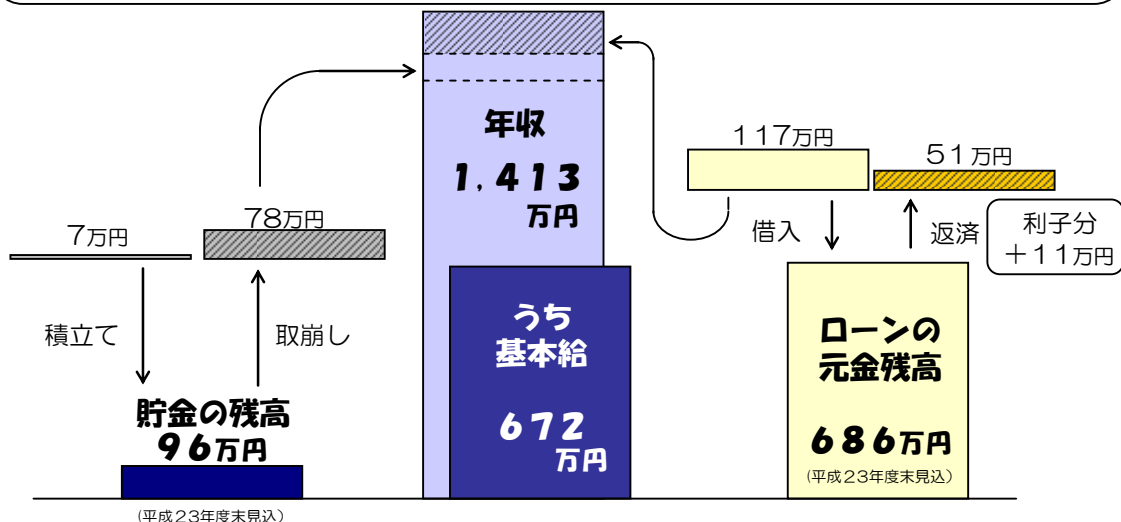 年収
1,413
万円
117万円
51万円
7万円
78万円
借入
返済
利子分
＋11万円
積立て
取崩し
うち
基本給
672
万円
ローンの
元金残高
686万円
(平成23年度末見込)
貯金の残高
96万円
(平成23年度末見込)